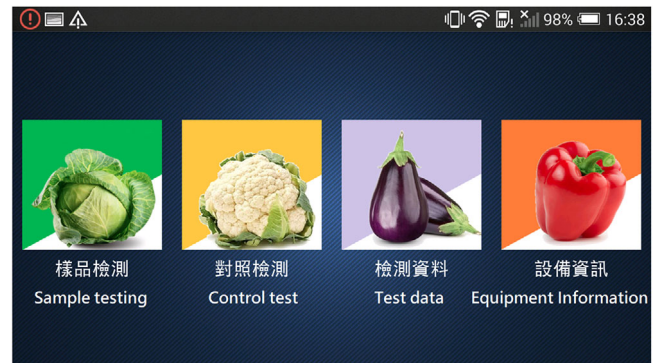 98% 16:38
樣品檢測
Sample testing
對照檢測
Control test
檢測資料
Test data
設備資訊
Equipment Information